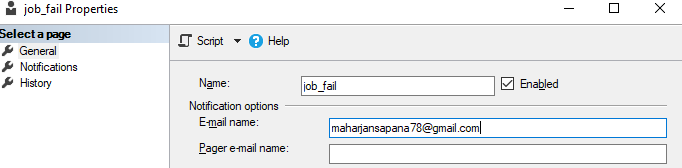 job_fail Properties
Select a page
General
Notifications
History
Script
Help
Name:
job_fail
Enabled
Notification options
E-mail name:
maharjansapana78@gmail.com
Pager e-mail name: